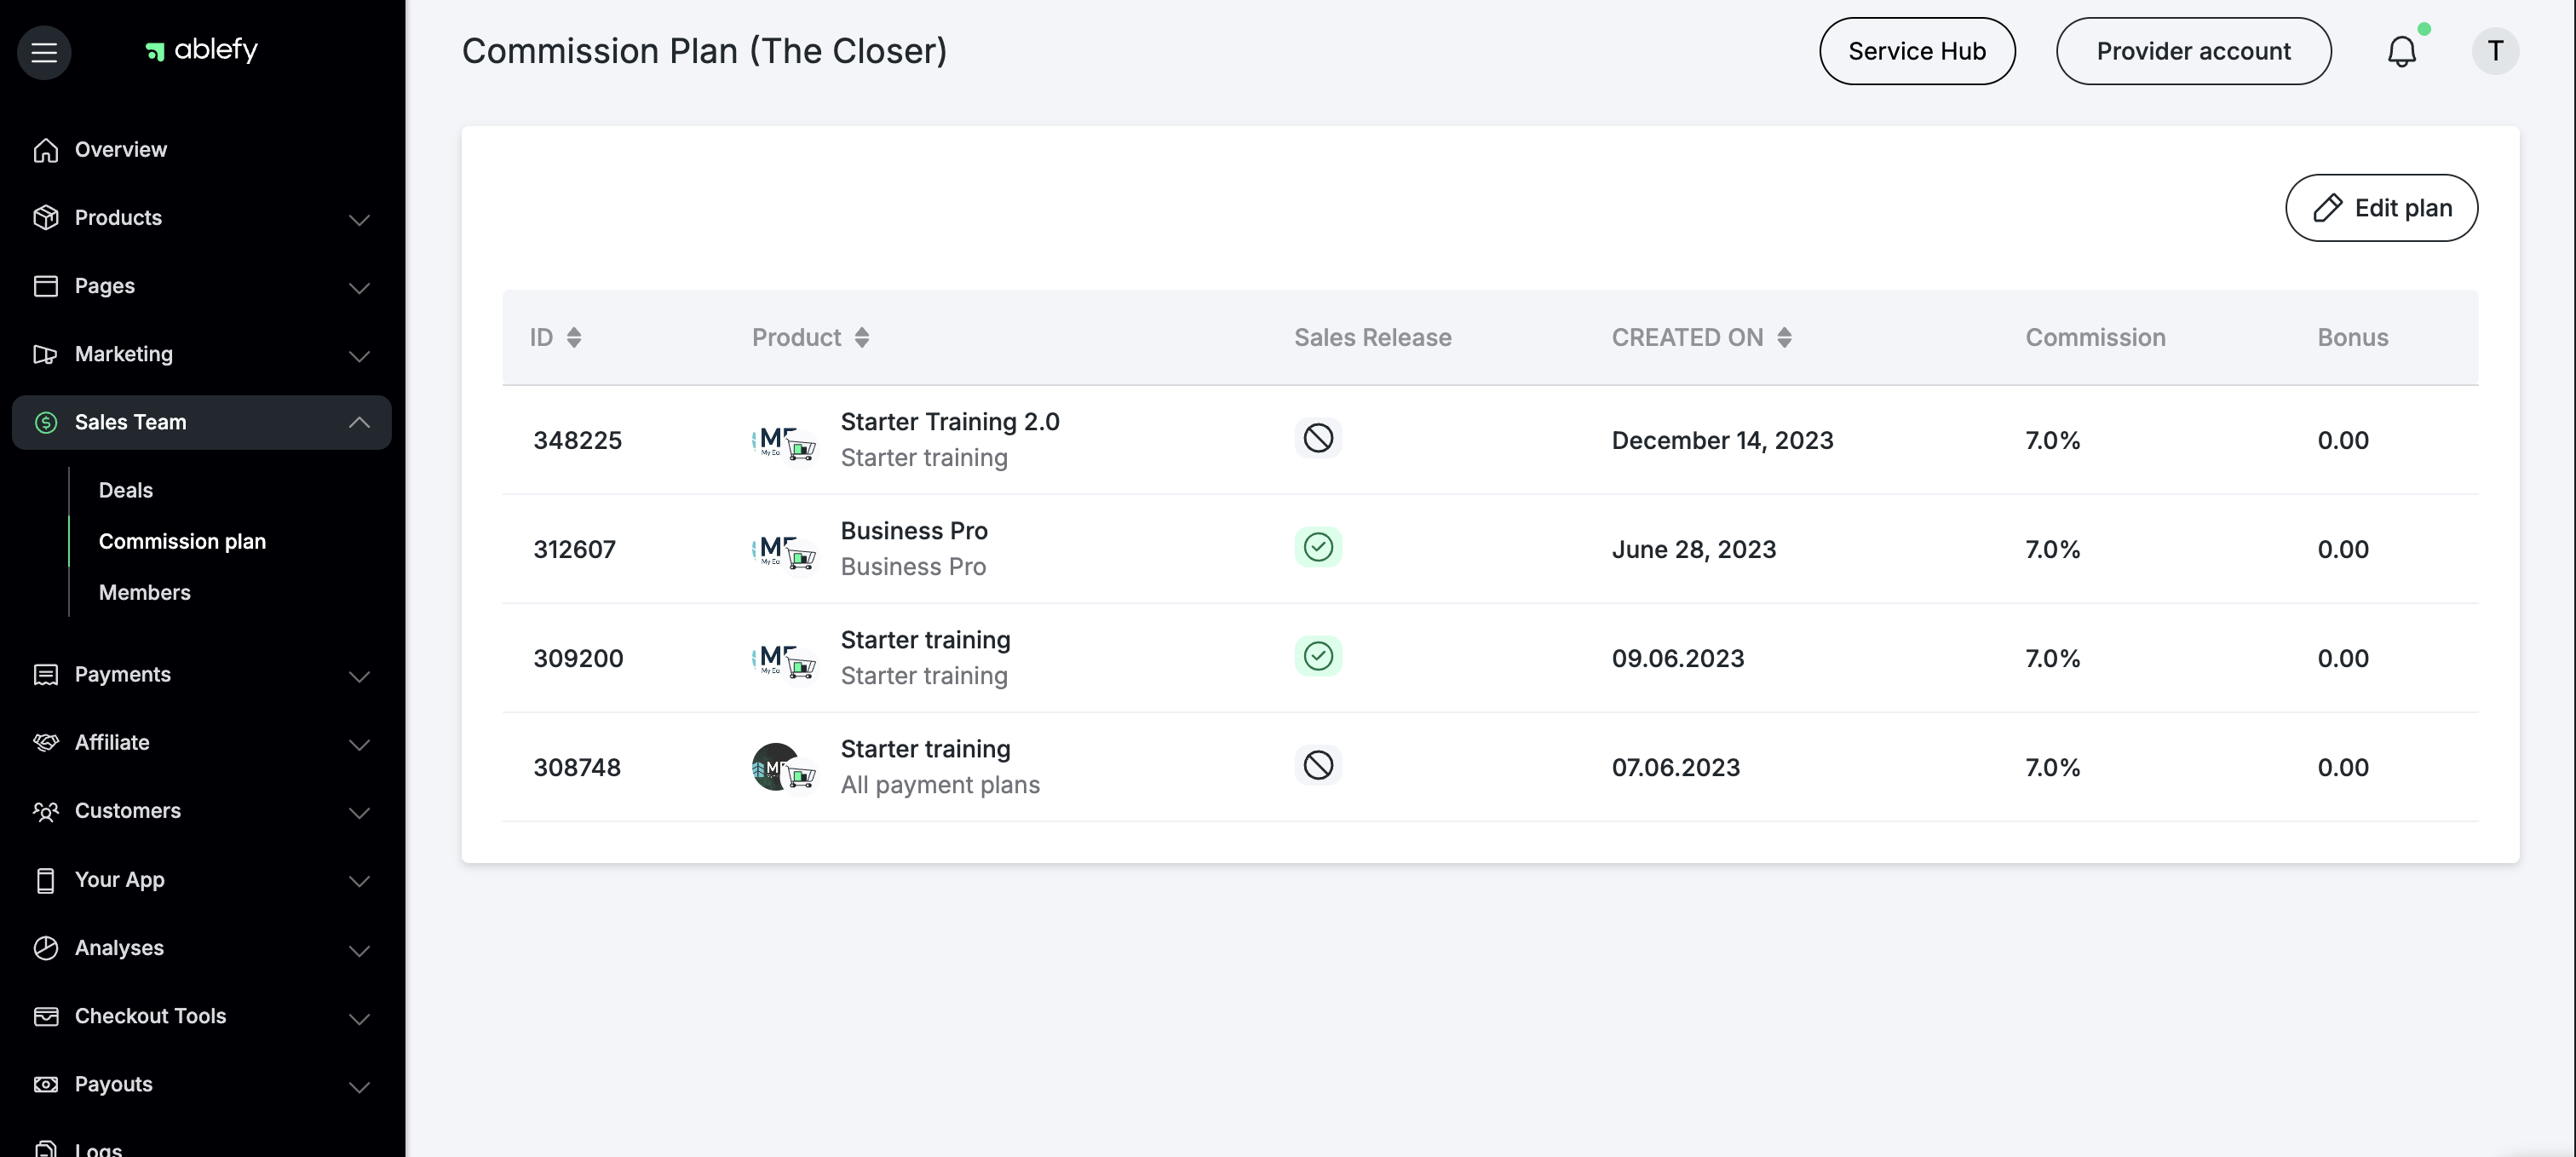 ablefy
Overview
Products
Pages
Marketing
Sales Team
Deals
Commission plan
Members
Payments
Affiliate
Customers
Your App
Analyses
Checkout Tools
Payouts
Logs
Commission Plan (The Closer)
Service Hub
Provider account
T
Edit plan
ID Product Sales Release CREATED ON Commission Bonus
348225 Starter Training 2.0 December 14, 2023 7.0% 0.00
Starter training
312607 Business Pro June 28, 2023 7.0% 0.00
Business Pro
309200 Starter training 09.06.2023 7.0% 0.00
Starter training
308748 Starter training 07.06.2023 7.0% 0.00
All payment plans